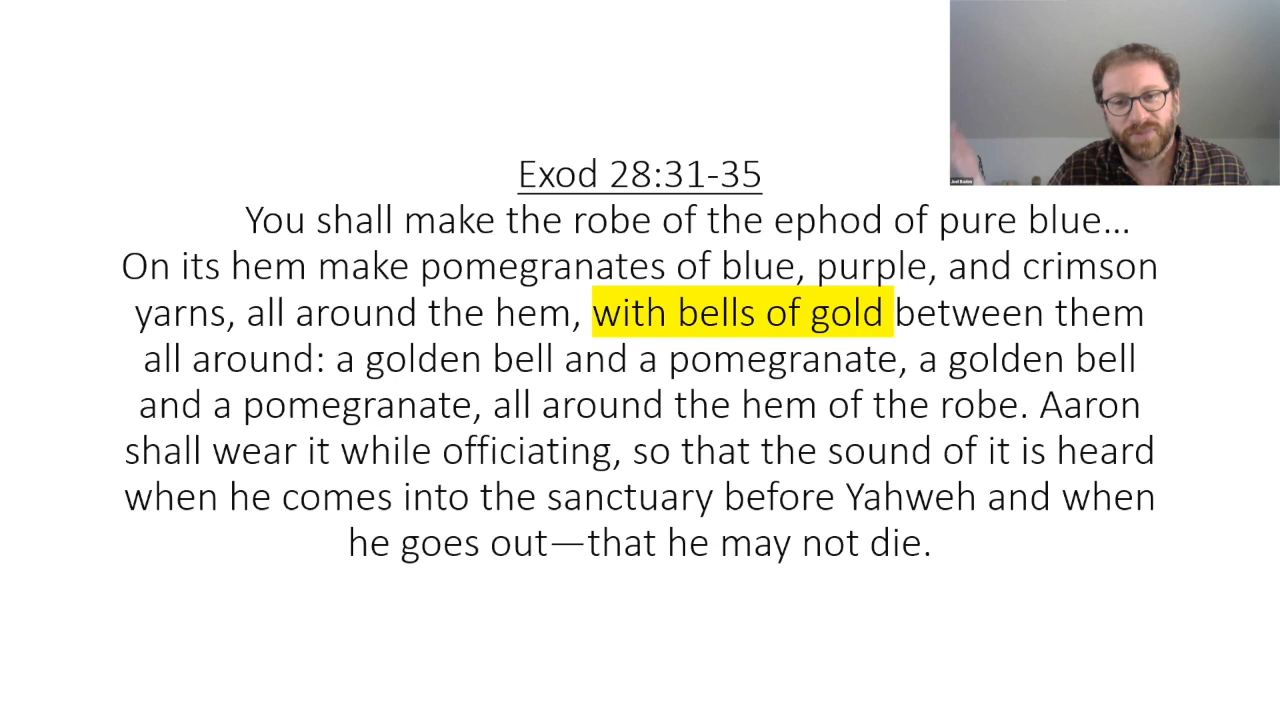 Exod 28:31-35
You shall make the robe of the ephod of pure blue…
On its hem make pomegranates of blue, purple, and crimson
yarns, all around the hem, with bells of gold between them
all around: a golden bell and a pomegranate, a golden bell
and a pomegranate, all around the hem of the robe. Aaron
shall wear it while officiating, so that the sound of it is heard
when he comes into the sanctuary before Yahweh and when
he goes out—that he may not die.